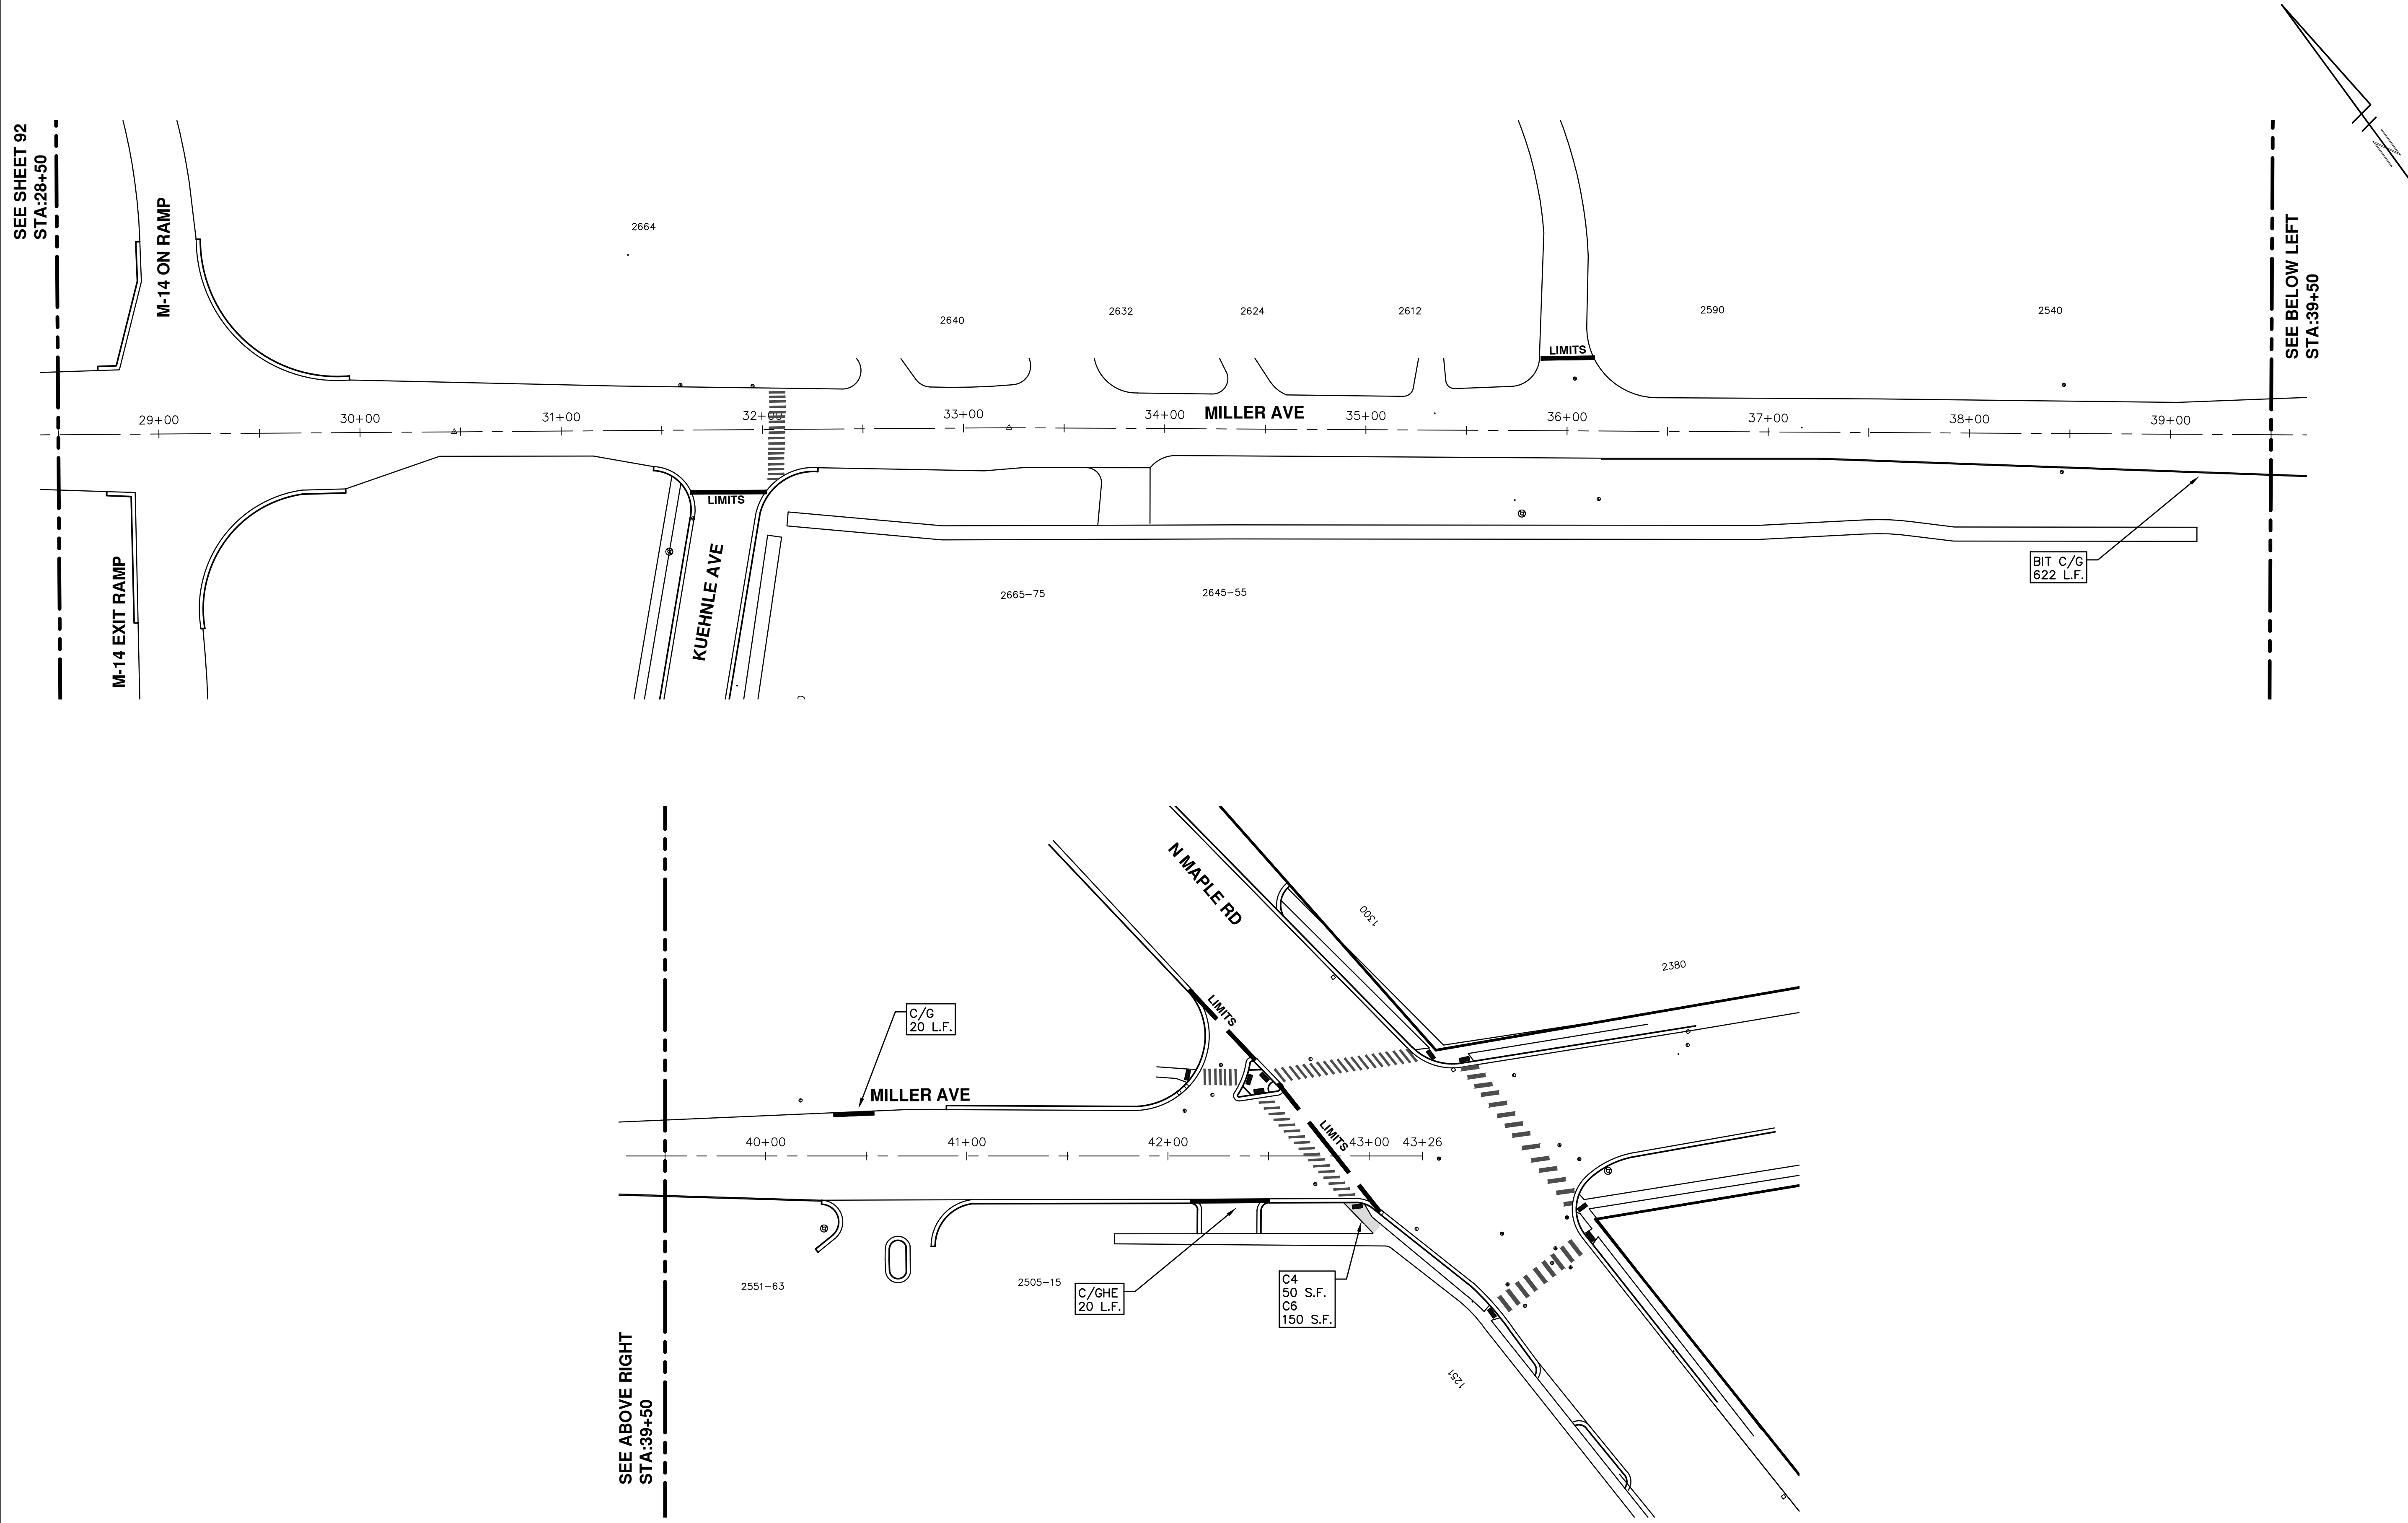 SEE SHEET 92
STA:28+50
M-14 ON RAMP
M-14 EXIT RAMP
N
2664
2640
2632
2624
2612
2590
2540
LIMITS
SEE BELOW LEFT
STA:39+50
29+00
30+00
31+00
32+00
33+00
34+00
MILLER AVE
35+00
36+00
37+00
38+00
39+00
LIMITS
KUEHNLE AVE
2665-75
2645-55
BIT C/G
622 L.F.
SEE ABOVE RIGHT
STA:39+50
N MAPLE RD
1300
2380
C/G
20 L.F.
LIMITS
MILLER AVE
LIMITS
40+00
41+00
42+00
43+00
43+26
2551-63
2505-15
C/GHE
20 L.F.
C4
50 S.F.
C6
150 S.F.
1251